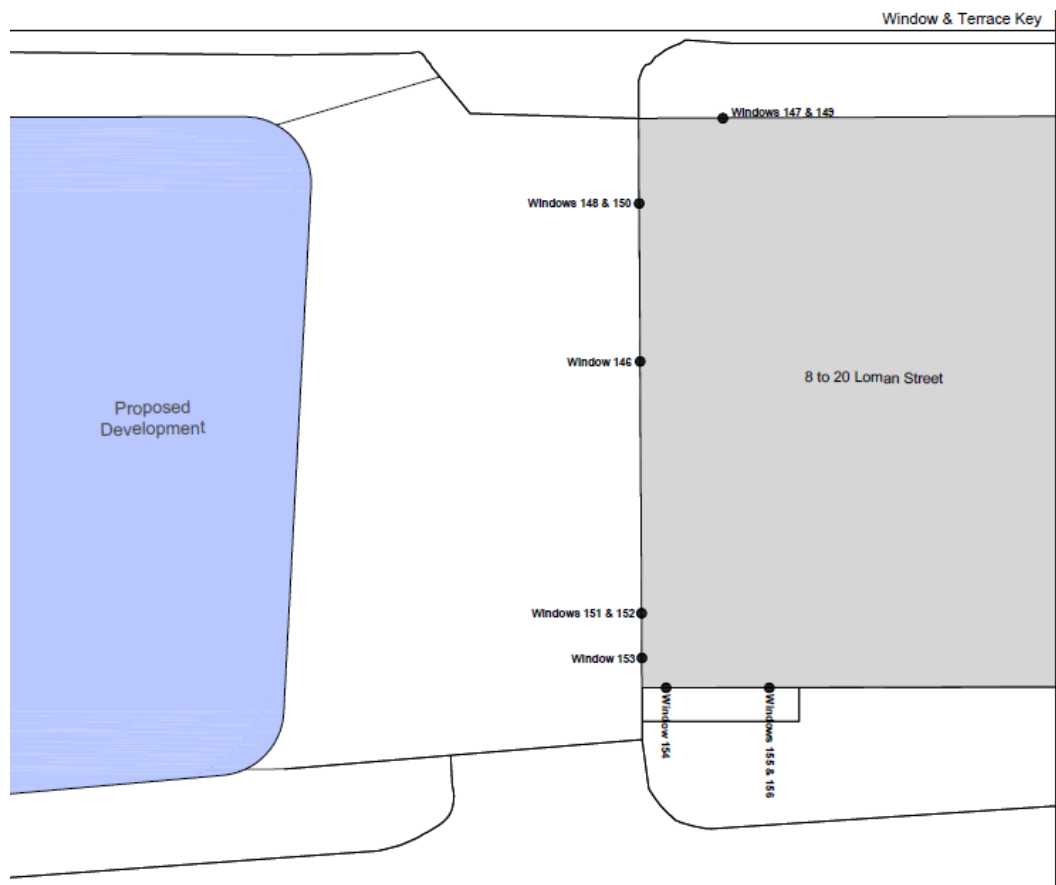 Window & Terrace Key
Windows 147 & 149
Windows 148 & 150
Window 146
8 to 20 Loman Street
Proposed
Development
Windows 151 & 152
Window 153
Window 154
Windows 155 & 156